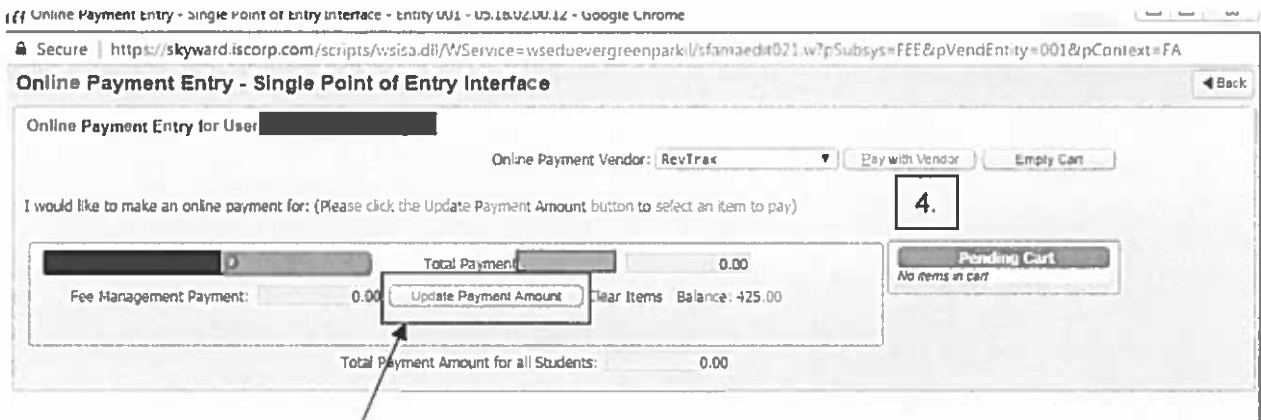 Online Payment Entry - Single Point of Entry Interface - Entity 001 - 05.18.02.00.12 - Google Chrome
Secure | https://skyward.iscorp.com/scripts/wsisa.dll/WService=wseduevergreenparkil/sfamaedit021.w?pSubsys=FEE&pVendEntity=001&pContext=FA
Online Payment Entry - Single Point of Entry Interface
Back
Online Payment Entry for User
Online Payment Vendor: RevTrak Pay with Vendor Empty Cart
4.
I would like to make an online payment for: (Please click the Update Payment Amount button to select an item to pay)
Total Payment 0.00
Pending Cart
No items in cart
Fee Management Payment: 0.00 Update Payment Amount Clear Items Balance: 425.00
Total Payment Amount for all Students: 0.00